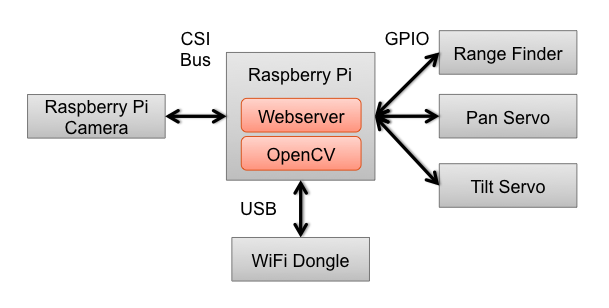 CSI
Bus
GPIO
Range Finder
Raspberry Pi
Raspberry Pi
Camera
Webserver
Pan Servo
OpenCV
Tilt Servo
USB
WiFi Dongle